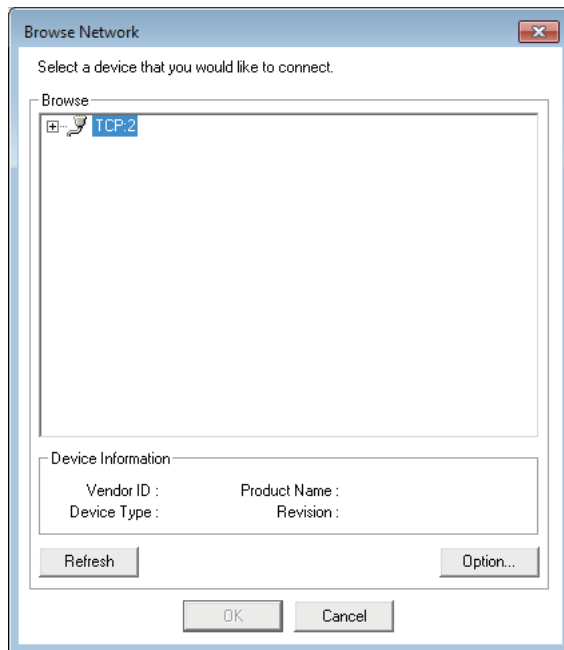 Browse Network
Select a device that you would like to connect.
Browse
TCP:2
Device Information
Vendor ID : Product Name :
Device Type : Revision :
Refresh Option...
OK Cancel